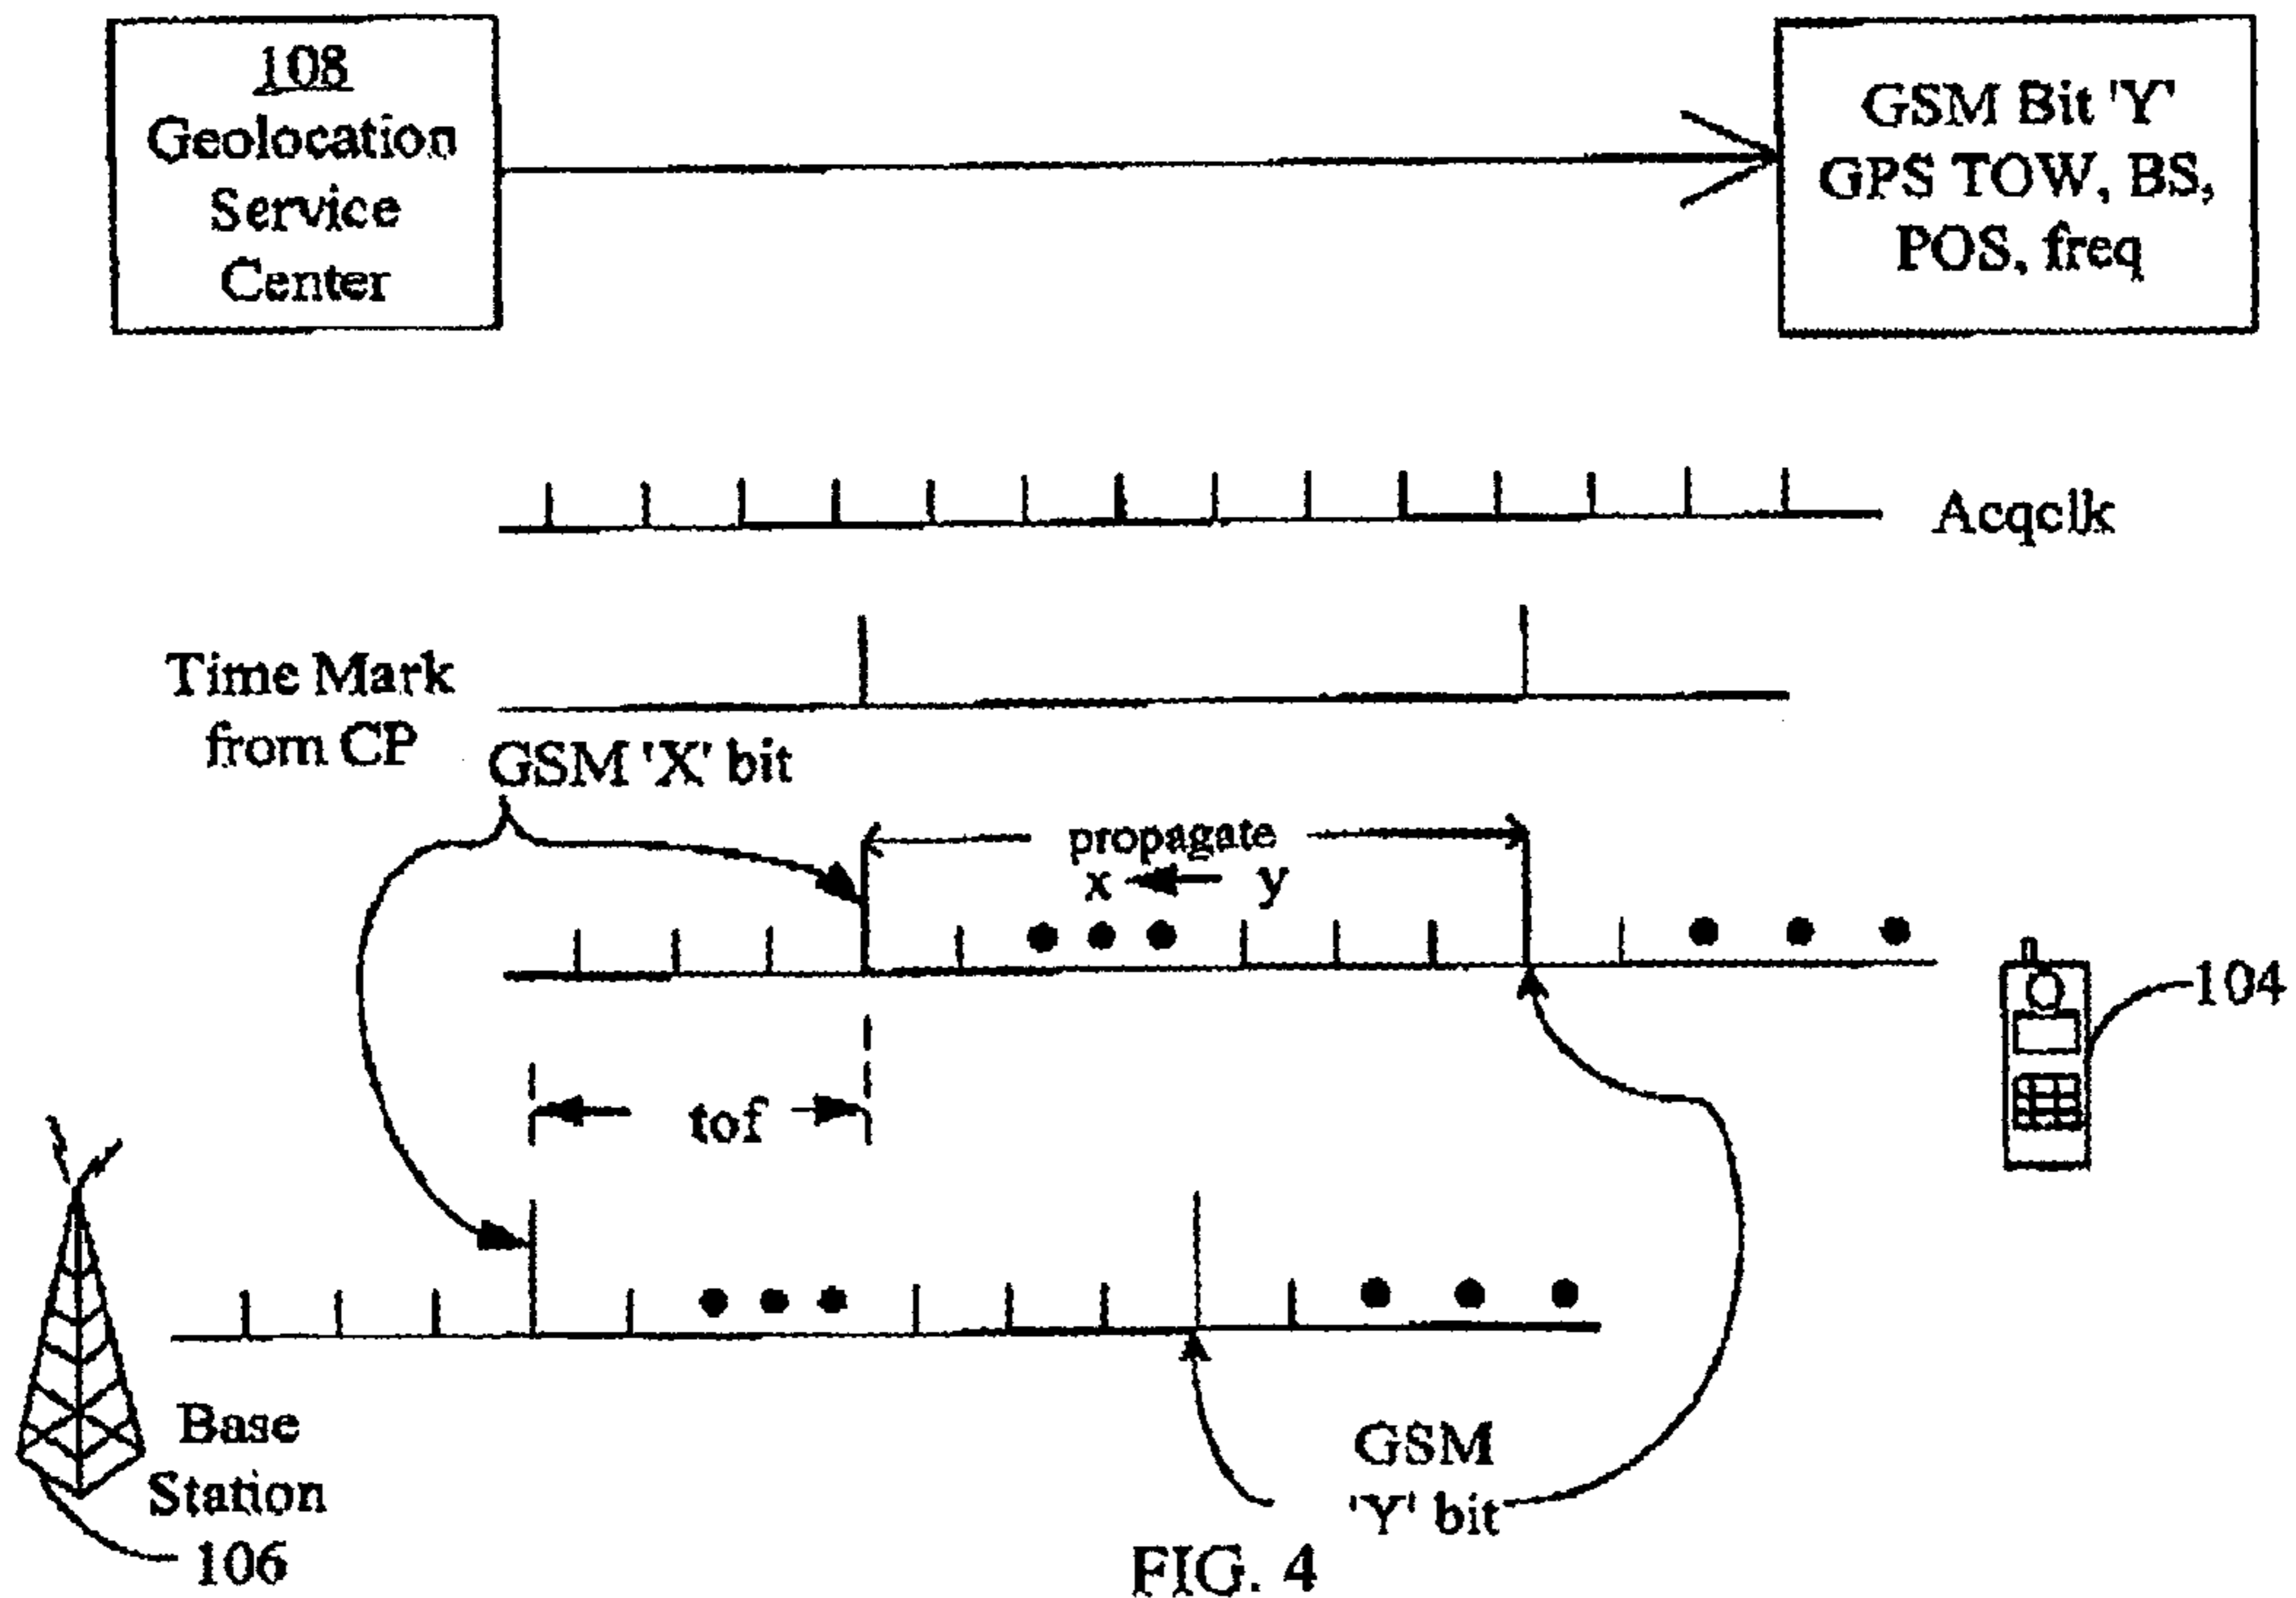 108
Geolocation
Service
Center
GSM Bit 'Y'
GPS TOW, BS,
POS, freq
Acqclk
Time Mark
from CP
GSM 'X' bit
propagate
x y
104
tof
Base
Station
106
GSM
'Y' bit
FIG. 4